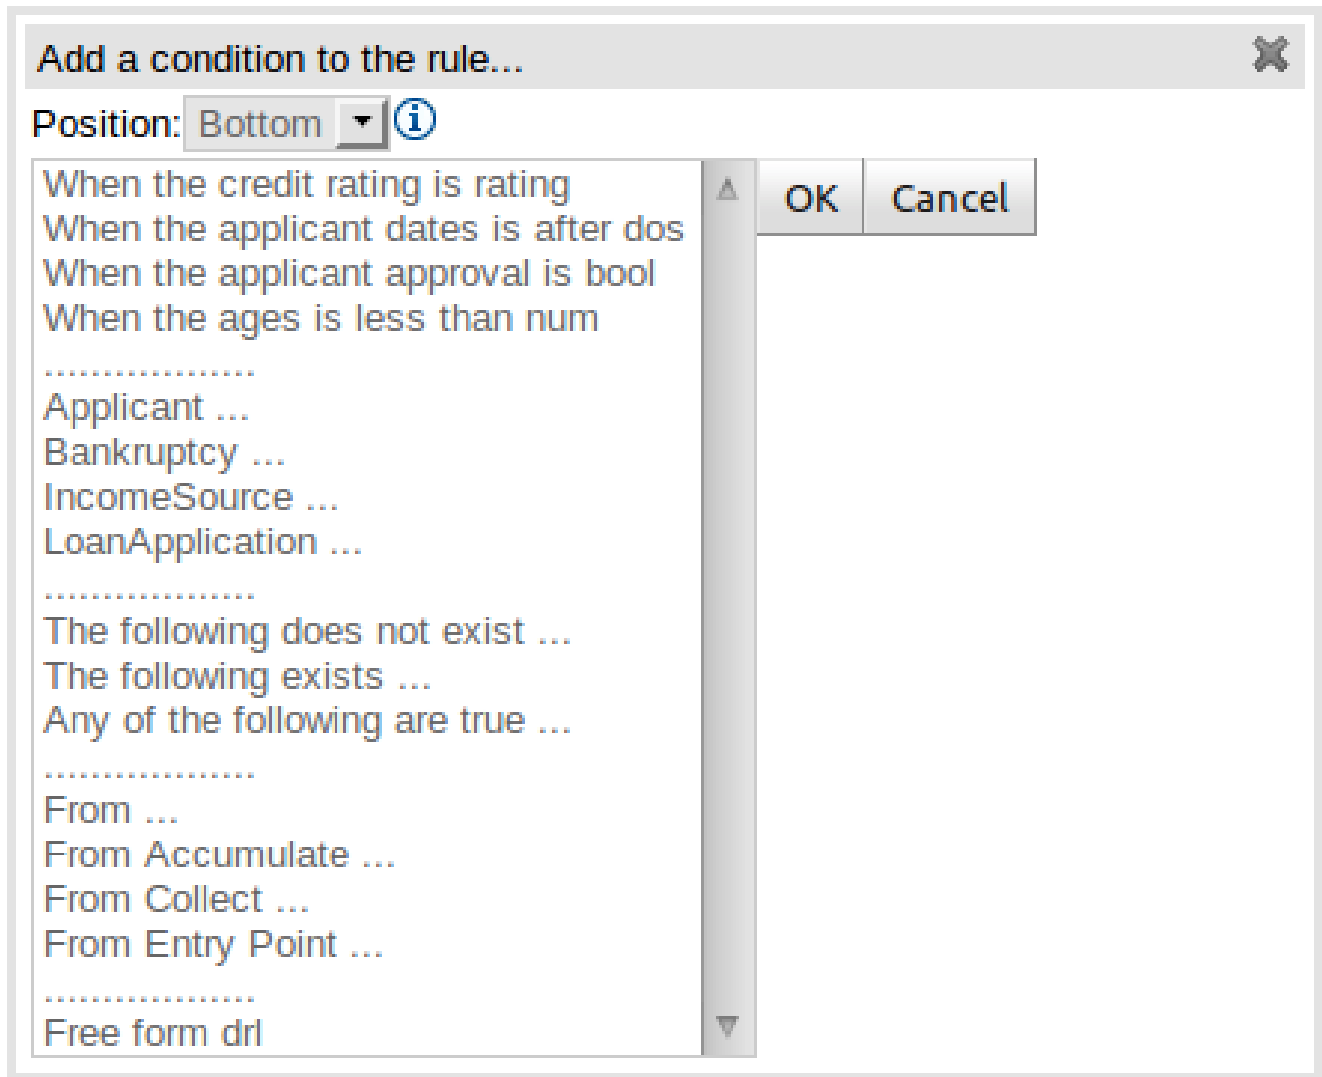 Add a condition to the rule...
Position: Bottom
When the credit rating is rating
When the applicant dates is after dos
When the applicant approval is bool
When the ages is less than num
..................
Applicant ...
Bankruptcy ...
IncomeSource ...
LoanApplication ...
..................
The following does not exist ...
The following exists ...
Any of the following are true ...
..................
From ...
From Accumulate ...
From Collect ...
From Entry Point ...
..................
Free form drl
OK Cancel